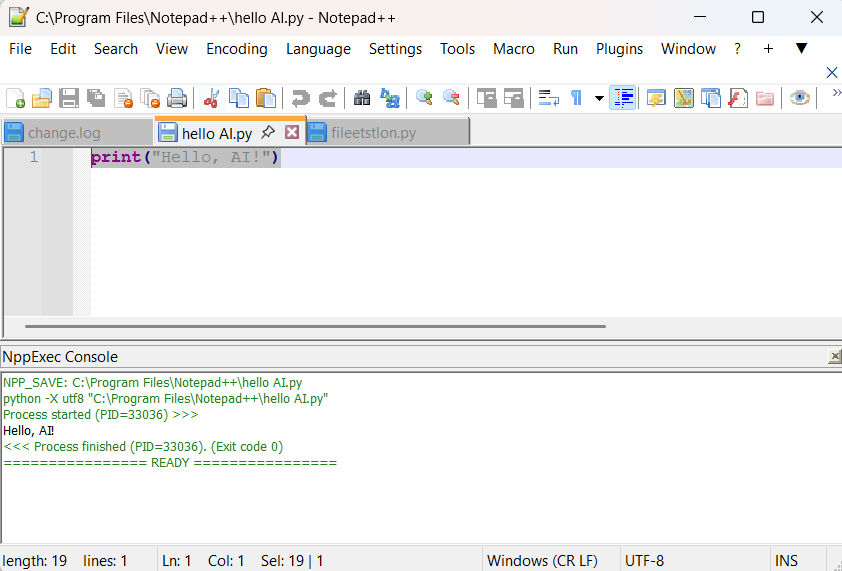 C:\Program Files\Notepad++\hello AI.py - Notepad++
File Edit Search View Encoding Language Settings Tools Macro Run Plugins Window ? + ▼
change.log hello AI.py fileetstlon.py
1 print("Hello, AI!")
NppExec Console
NPP_SAVE: C:\Program Files\Notepad++\hello AI.py
python -X utf8 "C:\Program Files\Notepad++\hello AI.py"
Process started (PID=33036) >>>
Hello, AI!
<<< Process finished (PID=33036). (Exit code 0)
================ READY ================
length: 19 lines: 1 Ln: 1 Col: 1 Sel: 19 | 1 Windows (CR LF) UTF-8 INS